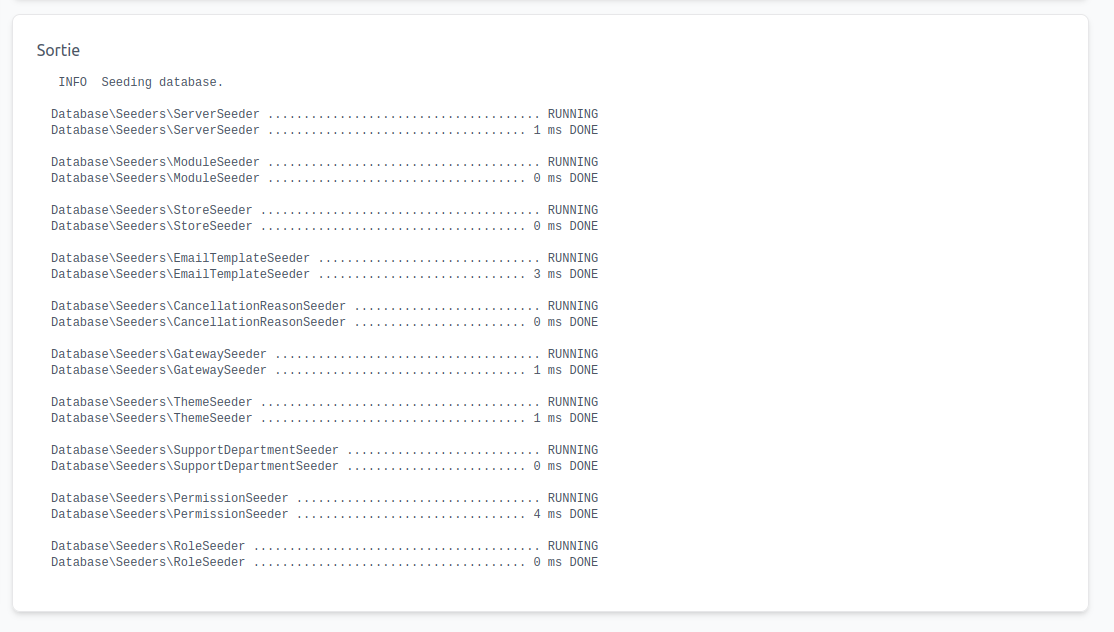 Sortie
INFO  Seeding database.
Database\Seeders\ServerSeeder ...................................... RUNNING
Database\Seeders\ServerSeeder .................................... 1 ms DONE
Database\Seeders\ModuleSeeder ...................................... RUNNING
Database\Seeders\ModuleSeeder .................................... 0 ms DONE
Database\Seeders\StoreSeeder ....................................... RUNNING
Database\Seeders\StoreSeeder ..................................... 0 ms DONE
Database\Seeders\EmailTemplateSeeder ............................... RUNNING
Database\Seeders\EmailTemplateSeeder ............................. 3 ms DONE
Database\Seeders\CancellationReasonSeeder .......................... RUNNING
Database\Seeders\CancellationReasonSeeder ........................ 0 ms DONE
Database\Seeders\GatewaySeeder ..................................... RUNNING
Database\Seeders\GatewaySeeder ................................... 1 ms DONE
Database\Seeders\ThemeSeeder ....................................... RUNNING
Database\Seeders\ThemeSeeder ..................................... 1 ms DONE
Database\Seeders\SupportDepartmentSeeder ........................... RUNNING
Database\Seeders\SupportDepartmentSeeder ......................... 0 ms DONE
Database\Seeders\PermissionSeeder .................................. RUNNING
Database\Seeders\PermissionSeeder ................................ 4 ms DONE
Database\Seeders\RoleSeeder ........................................ RUNNING
Database\Seeders\RoleSeeder ...................................... 0 ms DONE